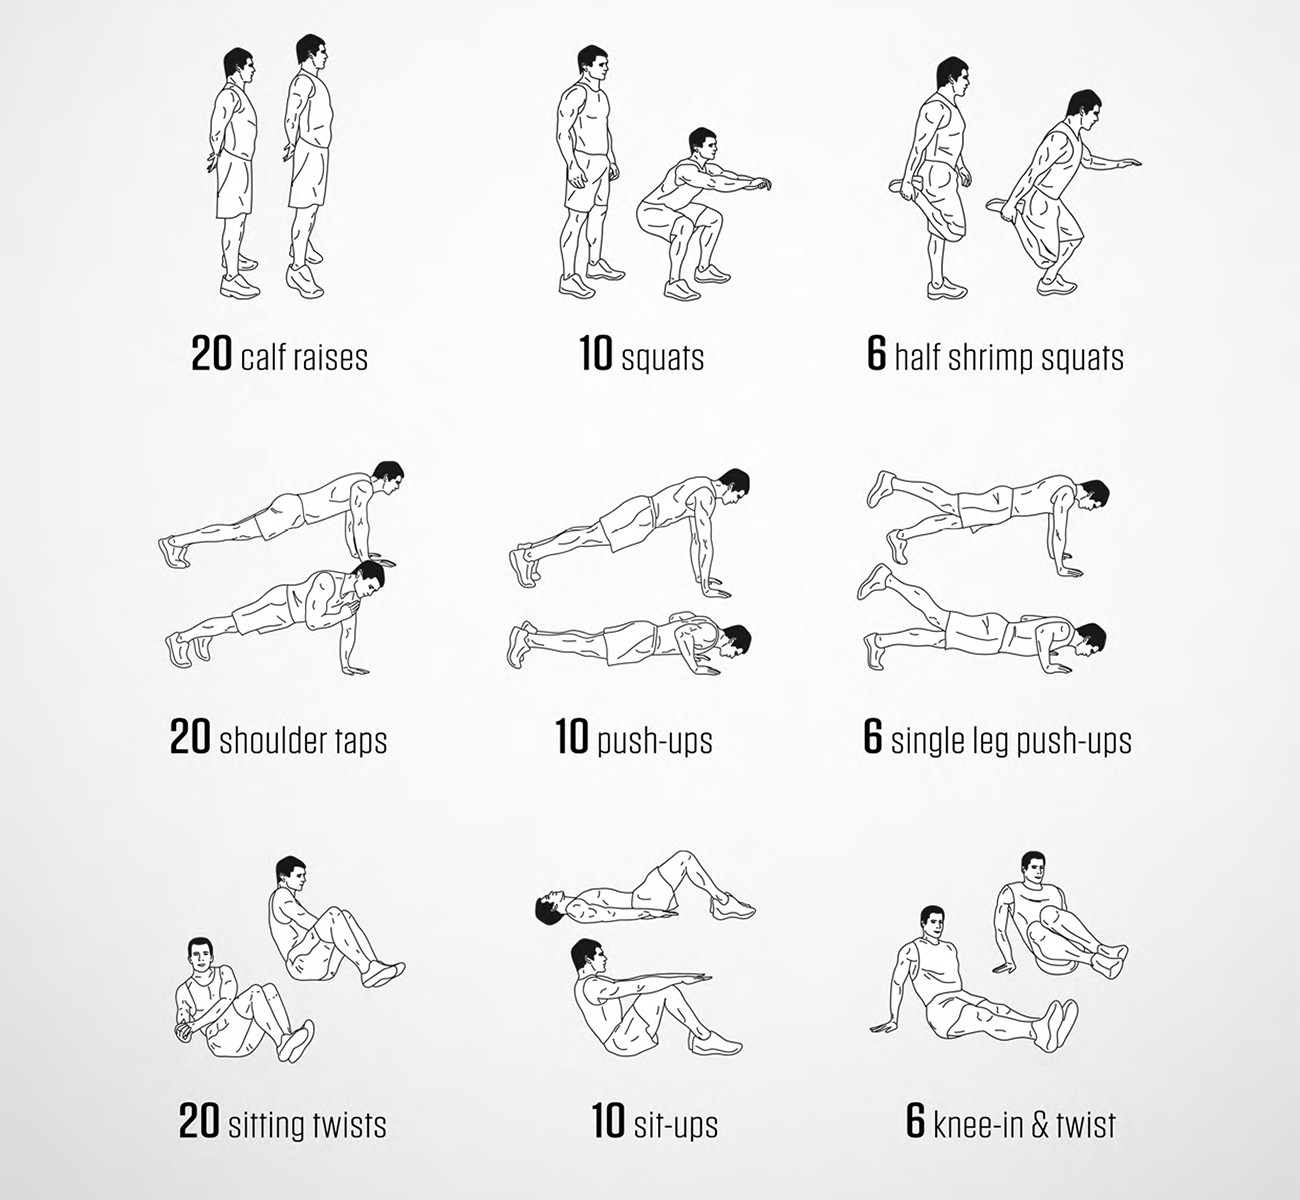 20 calf raises
10 squats
6 half shrimp squats
20 shoulder taps
10 push-ups
6 single leg push-ups
20 sitting twists
10 sit-ups
6 knee-in & twist